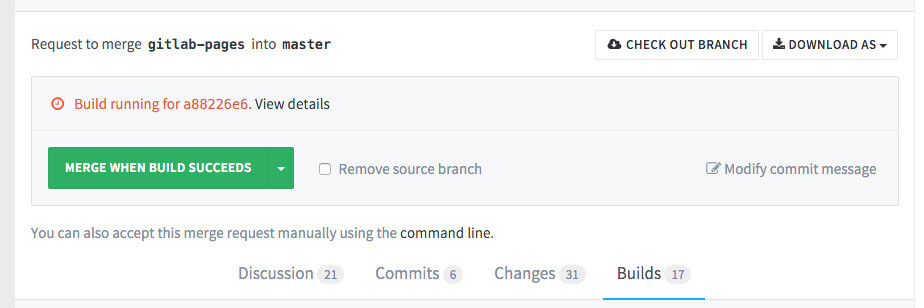 Request to merge gitlab-pages into master
CHECK OUT BRANCH
DOWNLOAD AS
Build running for a88226e6. View details
MERGE WHEN BUILD SUCCEEDS
Remove source branch
Modify commit message
You can also accept this merge request manually using the command line.
Discussion 21
Commits 6
Changes 31
Builds 17